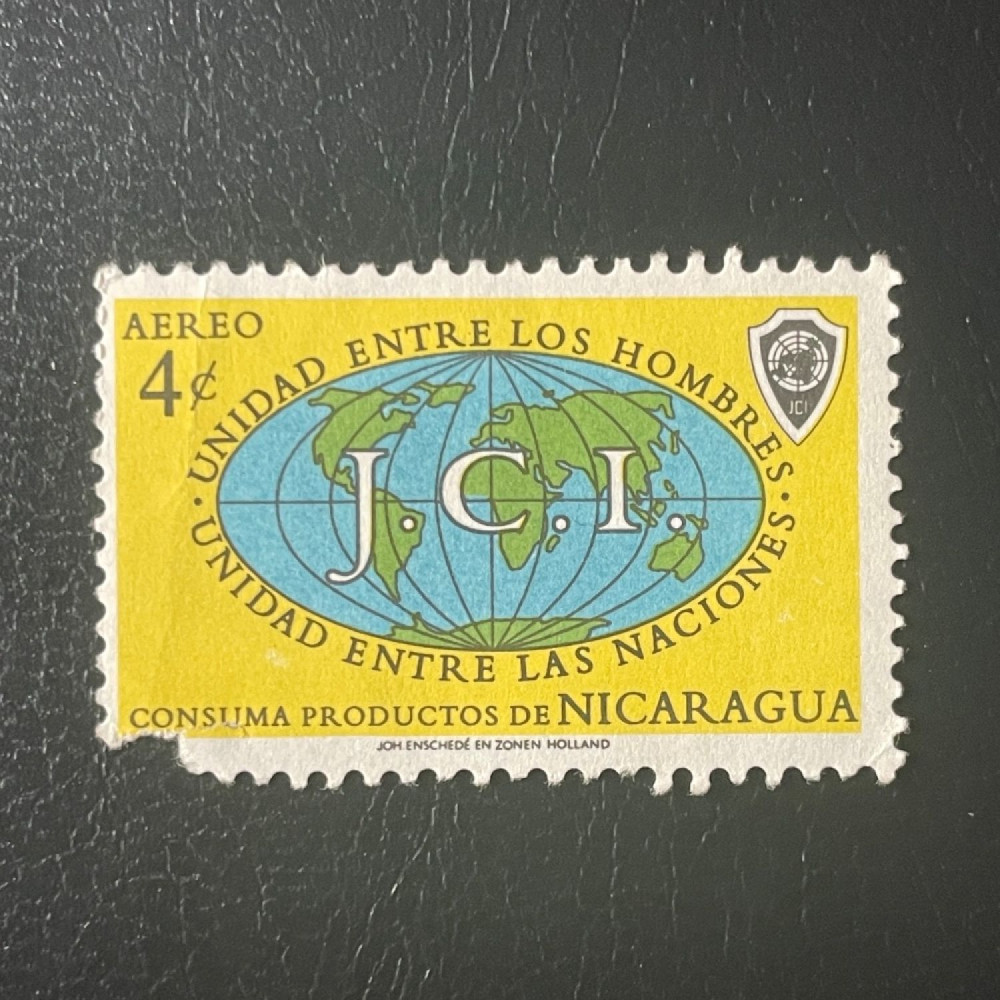 AEREO
4¢
· UNIDAD ENTRE LOS HOMBRES ·
JCI
J.C.I.
UNIDAD ENTRE LAS NACIONES
CONSUMA PRODUCTOS DE NICARAGUA
JOH. ENSCHEDÉ EN ZONEN HOLLAND